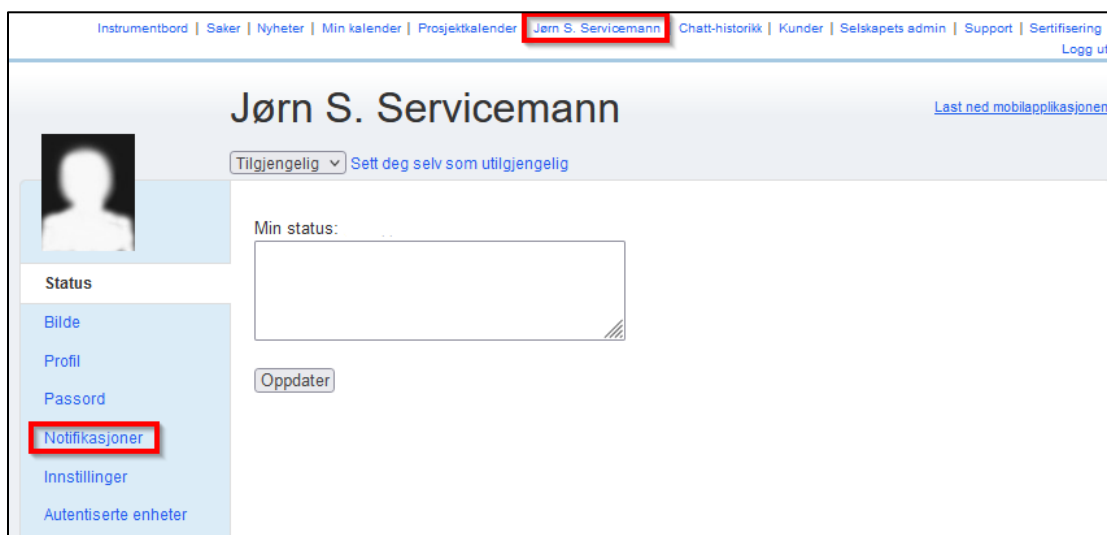 Instrumentbord | Saker | Nyheter | Min kalender | Prosjektkalender Jørn S. Servicemann Chatt-historikk | Kunder | Selskapets admin | Support | Sertifisering
Logg ut
Jørn S. Servicemann
Last ned mobilapplikasjonen
Tilgjengelig Sett deg selv som utilgjengelig
Min status:
Status
Bilde
Profil
Oppdater
Passord
Notifikasjoner
Innstillinger
Autentiserte enheter